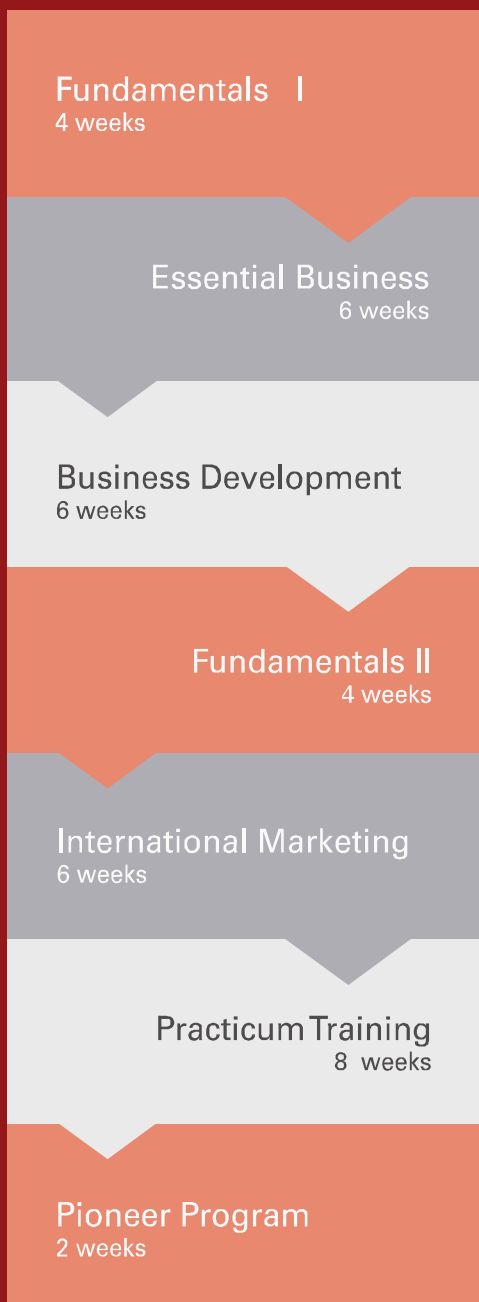 Fundamentals I
4 weeks
Essential Business
6 weeks
Business Development
6 weeks
Fundamentals II
4 weeks
International Marketing
6 weeks
Practicum Training
8 weeks
Pioneer Program
2 weeks